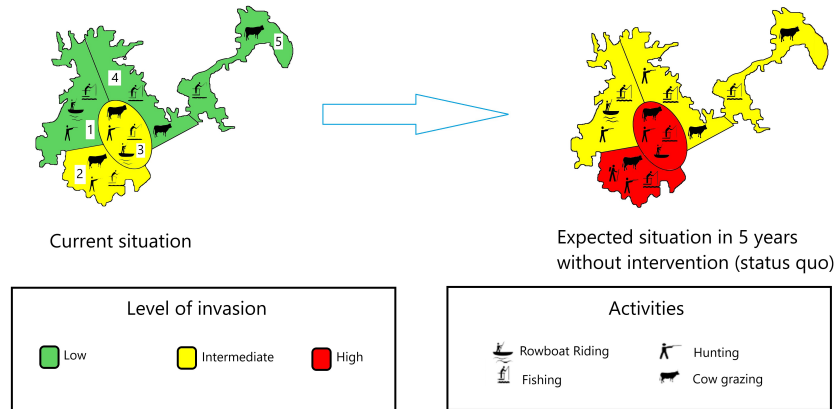 5
4
1
3
2
Current situation
Expected situation in 5 years
without intervention (status quo)
Level of invasion
Low
Intermediate
High
Activities
Rowboat Riding
Hunting
Fishing
Cow grazing